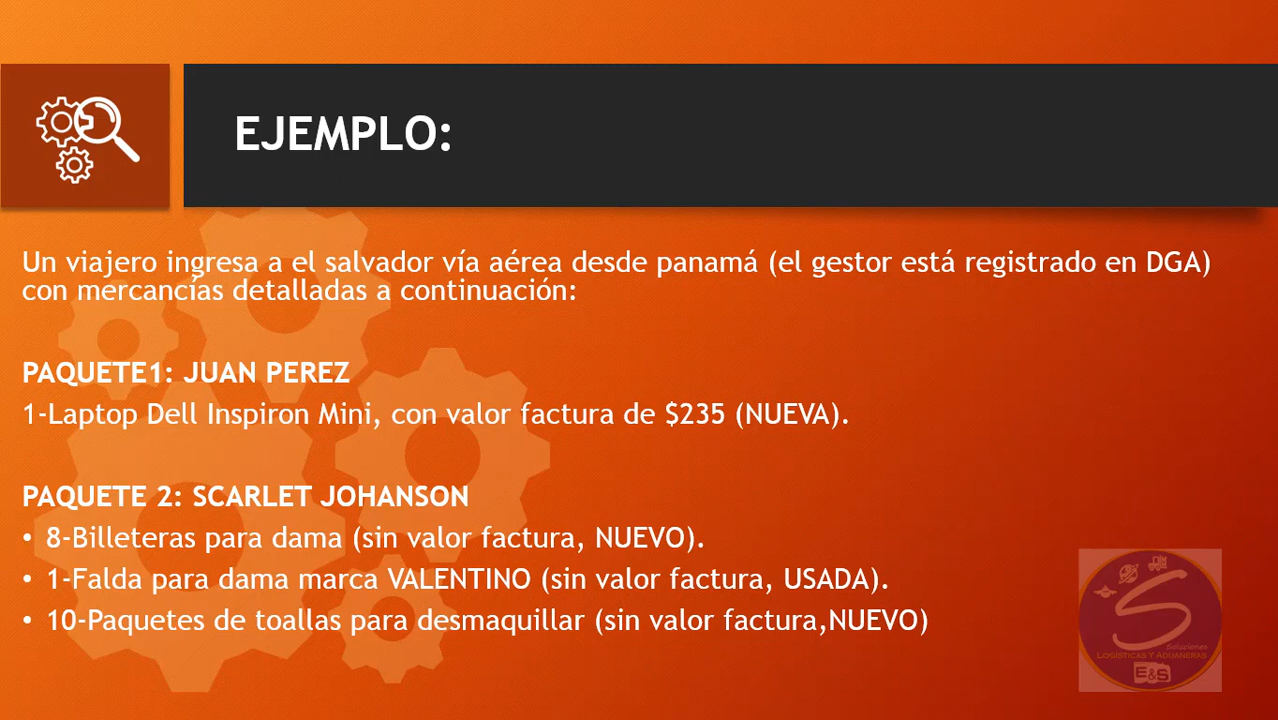 EJEMPLO:
Un viajero ingresa a el salvador vía aérea desde panamá (el gestor está registrado en DGA)
con mercancías detalladas a continuación:
PAQUETE1: JUAN PEREZ
1-Laptop Dell Inspiron Mini, con valor factura de $235 (NUEVA).
PAQUETE 2: SCARLET JOHANSON
• 8-Billeteras para dama (sin valor factura, NUEVO).
• 1-Falda para dama marca VALENTINO (sin valor factura, USADA).
• 10-Paquetes de toallas para desmaquillar (sin valor factura,NUEVO)
S
Soluciones
LOGÍSTICAS Y ADUANERAS
E&S